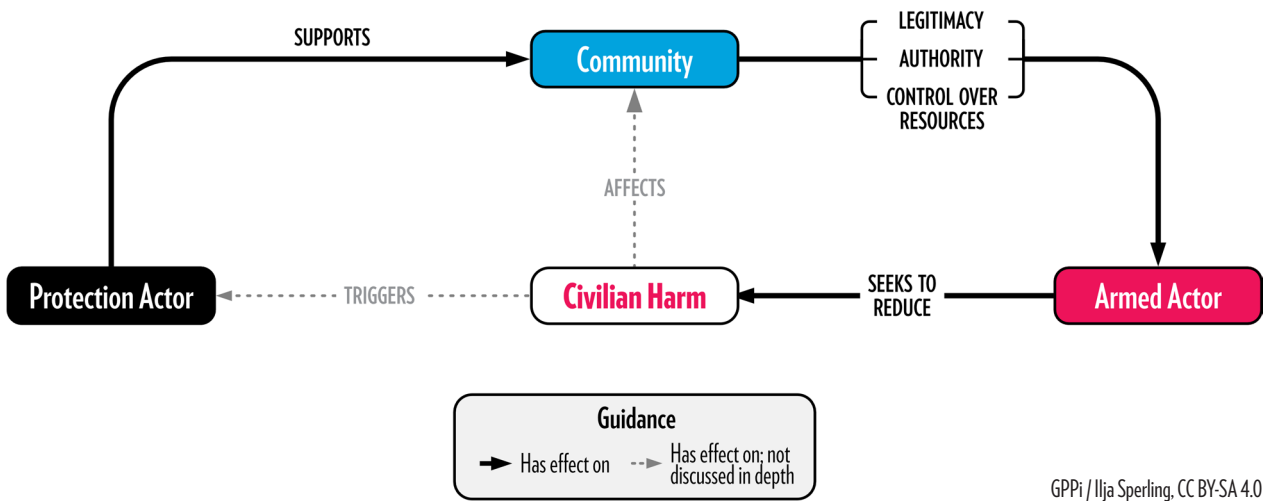 SUPPORTS
Community
LEGITIMACY
AUTHORITY
CONTROL OVER
RESOURCES
AFFECTS
Protection Actor
TRIGGERS
Civilian Harm
SEEKS TO
REDUCE
Armed Actor
Guidance
Has effect on
Has effect on; not
discussed in depth
GPPi / Ilja Sperling, CC BY-SA 4.0